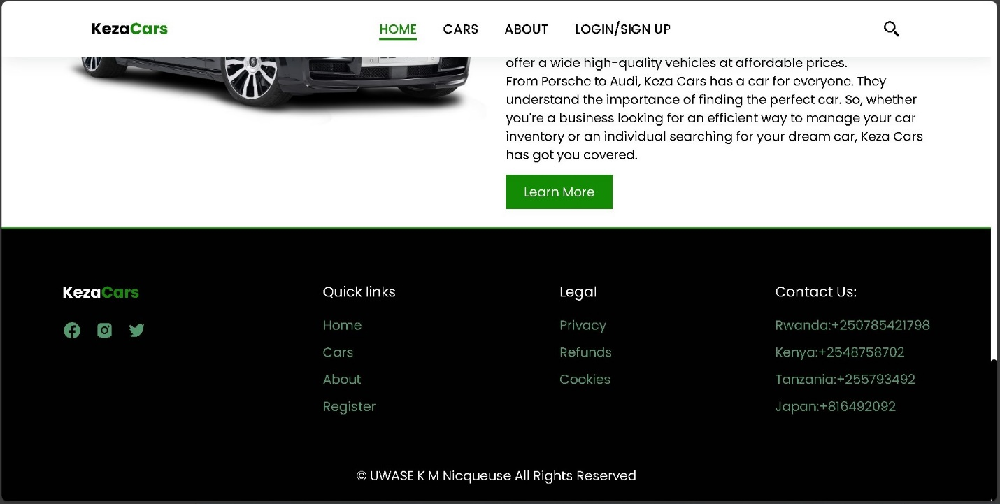 KezaCars
HOME CARS ABOUT LOGIN/SIGN UP
offer a wide high-quality vehicles at affordable prices.
From Porsche to Audi, Keza Cars has a car for everyone. They
understand the importance of finding the perfect car. So, whether
you're a business looking for an efficient way to manage your car
inventory or an individual searching for your dream car, Keza Cars
has got you covered.
Learn More
KezaCars
Quick links
Home
Cars
About
Register
Legal
Privacy
Refunds
Cookies
Contact Us:
Rwanda:+250785421798
Kenya:+2548758702
Tanzania:+255793492
Japan:+816492092
© UWASE K M Nicqueuse All Rights Reserved